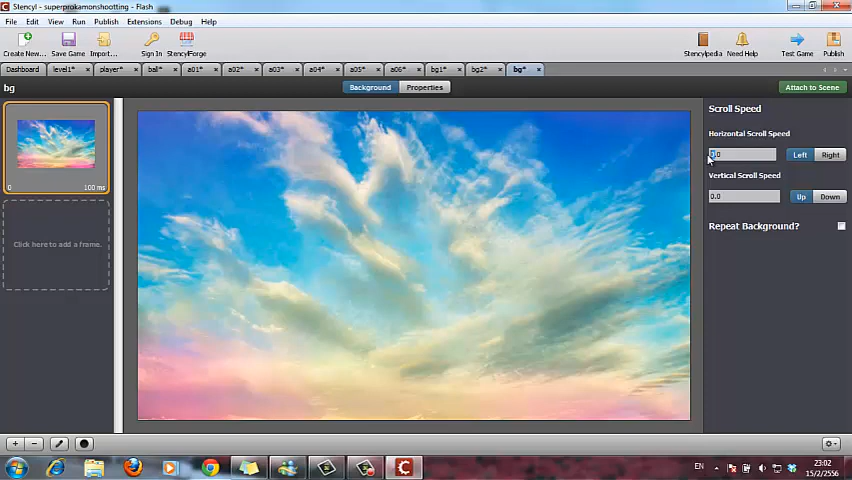 Stencyl - superprokamonshootting - Flash
File Edit View Run Publish Extensions Debug Help
Create New... Save Game Import... Sign In StencylForge Stencylpedia Need Help Test Game Publish
Dashboard level1* player* ball* a01* a02* a03* a04* a05* a06* bg1* bg2* bg*
bg Background Properties Attach to Scene
Scroll Speed
Horizontal Scroll Speed
0.0 Left Right
Vertical Scroll Speed
0.0 Up Down
Repeat Background?
0 100 ms
Click here to add a frame.
EN 23:02
15/2/2556